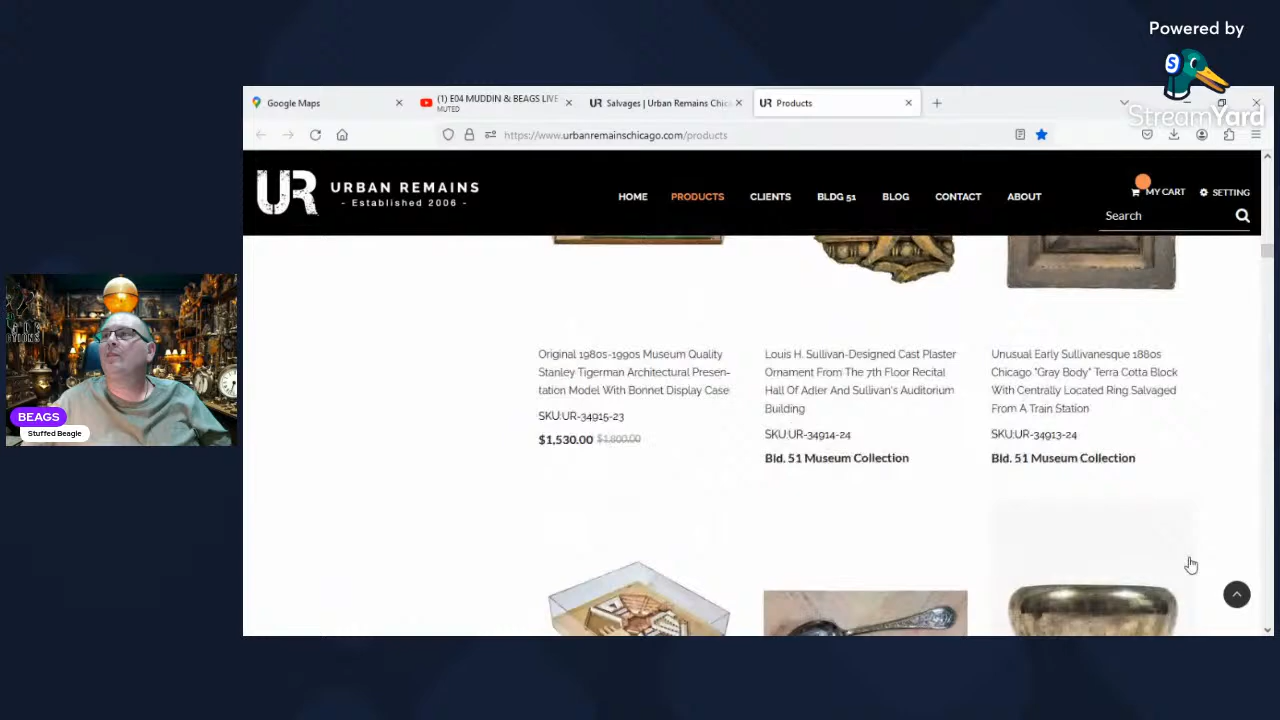 Powered by
S
StreamYard
Google Maps
(1) E04 MUDDIN & BEAGS LIVE
MUTED
UR Salvages | Urban Remains Chic
UR Products
https://www.urbanremainschicago.com/products
UR
URBAN REMAINS
- Established 2006 -
HOME
PRODUCTS
CLIENTS
BLDG 51
BLOG
CONTACT
ABOUT
MY CART
SETTING
Search
Original 1980s-1990s Museum Quality
Stanley Tigerman Architectural Presen-
tation Model With Bonnet Display Case
SKU:UR-34915-23
$1,530.00 $1,800.00
Louis H. Sullivan-Designed Cast Plaster
Ornament From The 7th Floor Recital
Hall Of Adler And Sullivan's Auditorium
Building
SKU:UR-34914-24
Bld. 51 Museum Collection
Unusual Early Sullivanesque 1880s
Chicago "Gray Body" Terra Cotta Block
With Centrally Located Ring Salvaged
From A Train Station
SKU:UR-34913-24
Bld. 51 Museum Collection
BEAGS
Stuffed Beagle